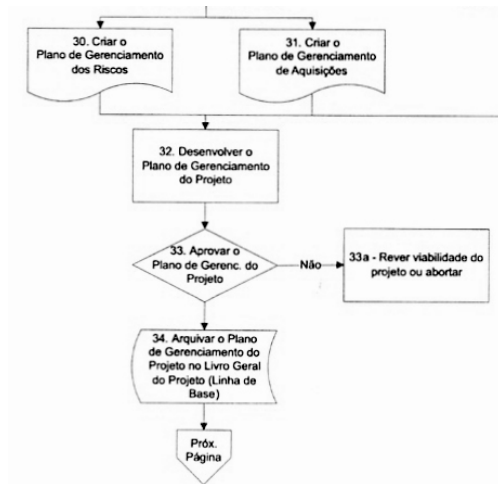 30. Criar o
Plano de Gerenciamento
dos Riscos
31. Criar o
Plano de Gerenciamento
de Aquisições
32. Desenvolver o
Plano de Gerenciamento
do Projeto
33. Aprovar o
Plano de Gerenc. do
Projeto
Não
33a - Rever viabilidade do
projeto ou abortar
34. Arquivar o Plano
de Gerenciamento do
Projeto no Livro Geral
do Projeto (Linha de
Base)
Próx.
Página